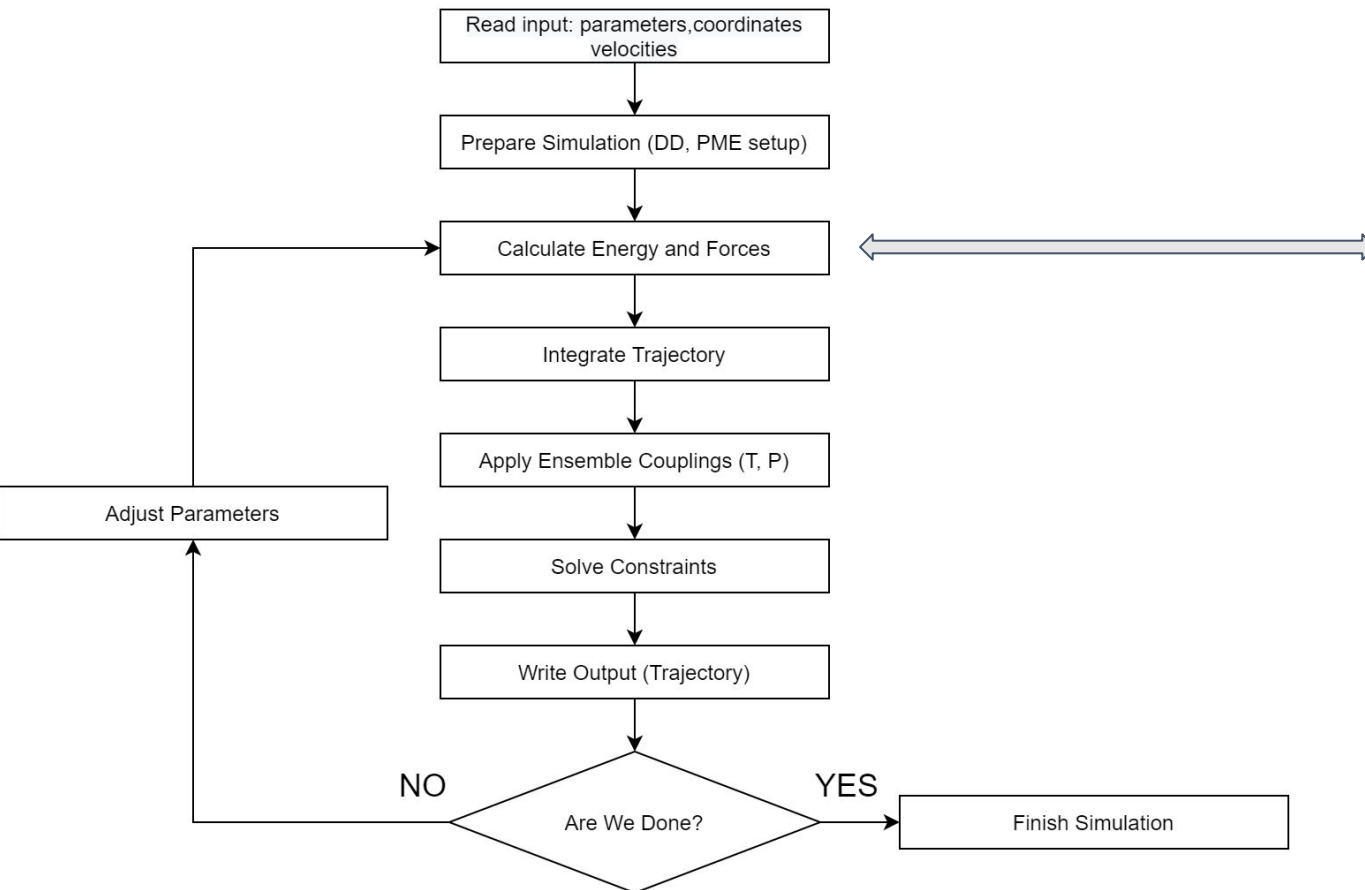 Read input: parameters,coordinates
velocities
Prepare Simulation (DD, PME setup)
Calculate Energy and Forces
Integrate Trajectory
Apply Ensemble Couplings (T, P)
Adjust Parameters
Solve Constraints
Write Output (Trajectory)
NO
YES
Are We Done?
Finish Simulation